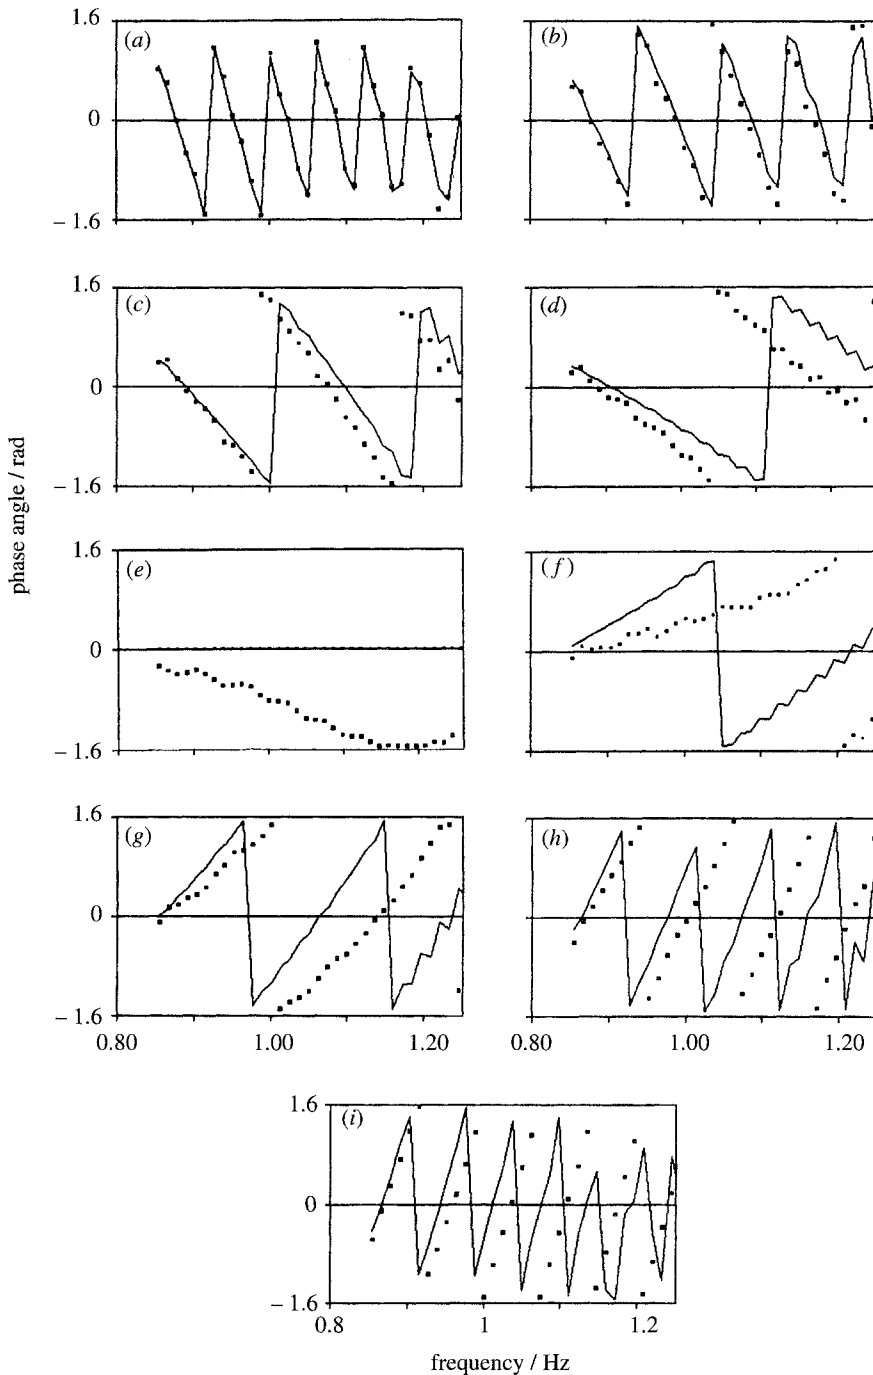 1.6 (a) (b)
0
– 1.6
(c) (d)
1.6
0
– 1.6
phase angle / rad
(e) (f)
1.6
0
– 1.6
(g) (h)
1.6
0
– 1.6
0.80 1.00 1.20 0.80 1.00 1.20
1.6 (i)
0
– 1.6
0.8 1 1.2
frequency / Hz